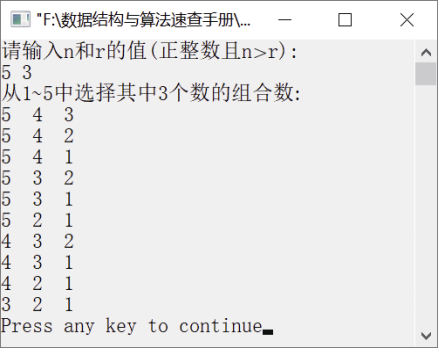 "F:\数据结构与算法速查手册\...
请输入n和r的值(正整数且n>r):
5 3
从1~5中选择其中3个数的组合数:
5  4  3
5  4  2
5  4  1
5  3  2
5  3  1
5  2  1
4  3  2
4  3  1
4  2  1
3  2  1
Press any key to continue